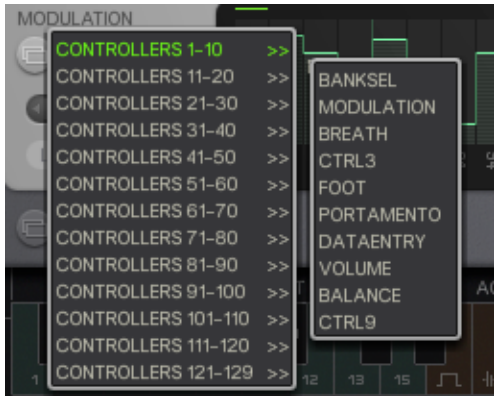 MODULATION
CONTROLLERS 1-10 >>
CONTROLLERS 11-20 >>
CONTROLLERS 21-30 >>
CONTROLLERS 31-40 >>
CONTROLLERS 41-50 >>
CONTROLLERS 51-60 >>
CONTROLLERS 61-70 >>
CONTROLLERS 71-80 >>
CONTROLLERS 81-90 >>
CONTROLLERS 91-100 >>
CONTROLLERS 101-110 >>
CONTROLLERS 111-120 >>
CONTROLLERS 121-129 >>
BANKSEL
MODULATION
BREATH
CTRL3
FOOT
PORTAMENTO
DATAENTRY
VOLUME
BALANCE
CTRL9
1 12 13 15